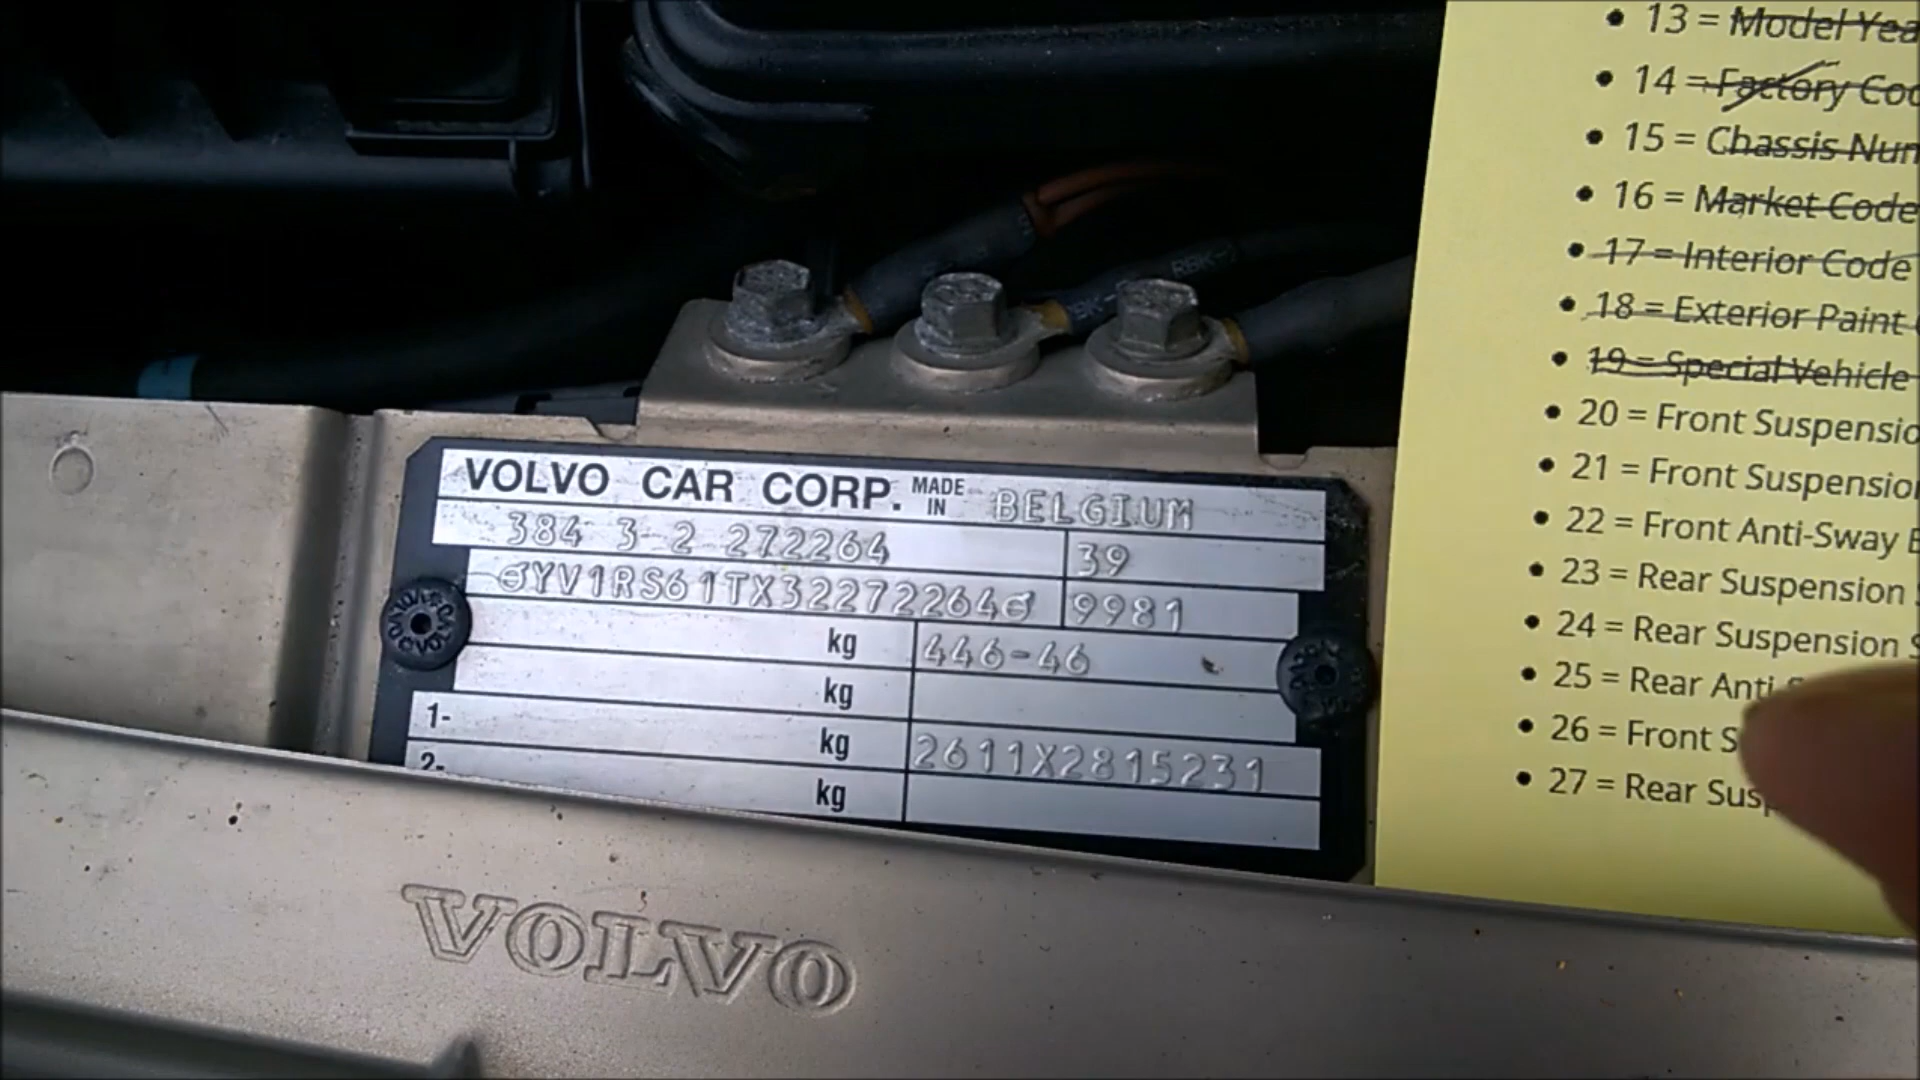 VOLVO CAR CORP. MADE IN BELGIUM
384 3 2 272264 39
YV1RS61TX32272264 9981
kg 446-46
kg
1- kg 2611X2815231
2- kg
VOLVO
RBK-
• 13 = Model
• 14 = Factory
• 15 = Chassis
• 16 = Market Code
• 17 = Interior Code
• 18 = Exterior Paint
• 19 = Special Vehicle
• 20 = Front
• 21 = Front
• 22 = Front Anti-Sway
• 23 = Rear Suspension
• 24 = Rear Suspension
• 25 = Rear
• 26 = Front
• 27 = Rear